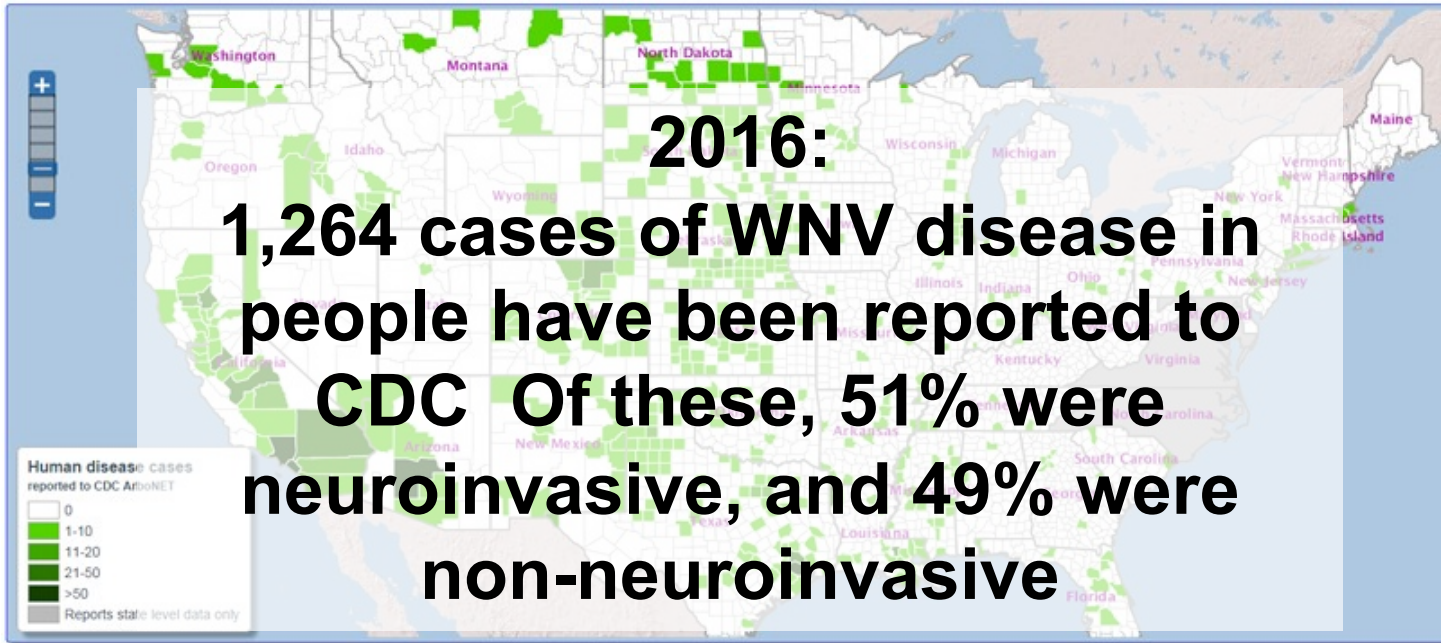 Washington
Montana
North Dakota
Minnesota
Maine
+
2016:
Oregon
Idaho
Wisconsin
Michigan
Vermont
New Hampshire
Wyoming
New York
Massachusetts
Rhode Island
1,264 cases of WNV disease in
Pennsylvania
Illinois
Indiana
Ohio
New Jersey
people have been reported to
California
Kentucky
Virginia
CDC  Of these, 51% were
Arizona
New Mexico
Arkansas
South Carolina
Human disease cases
reported to CDC ArboNET
0
1-10
11-20
21-50
>50
Reports state level data only
neuroinvasive, and 49% were
Texas
Louisiana
non-neuroinvasive
Florida